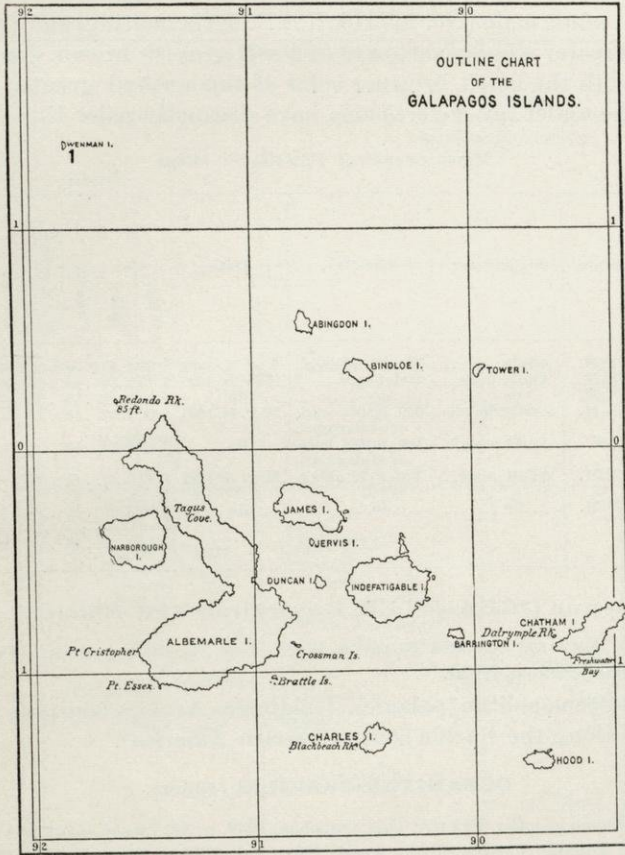 92
91
90
OUTLINE CHART
OF THE
GALAPAGOS ISLANDS.
WENMAN I.
1
1
1
ABINGDON I.
BINDLOE I.
TOWER I.
Redondo Rk.
85 ft.
0
0
Tagus
Cove.
JAMES I.
NARBOROUGH
I.
JERVIS I.
DUNCAN I.
INDEFATIGABLE I.
CHATHAM I
Dalrymple Rk.
ALBEMARLE I.
BARRINGTON I.
Pt Cristopher
Crossman Is.
Freshwater
Bay
1
1
Pt. Essex.
Brattle Is.
CHARLES I.
Blackbeach Rk
HOOD I.
92
91
90